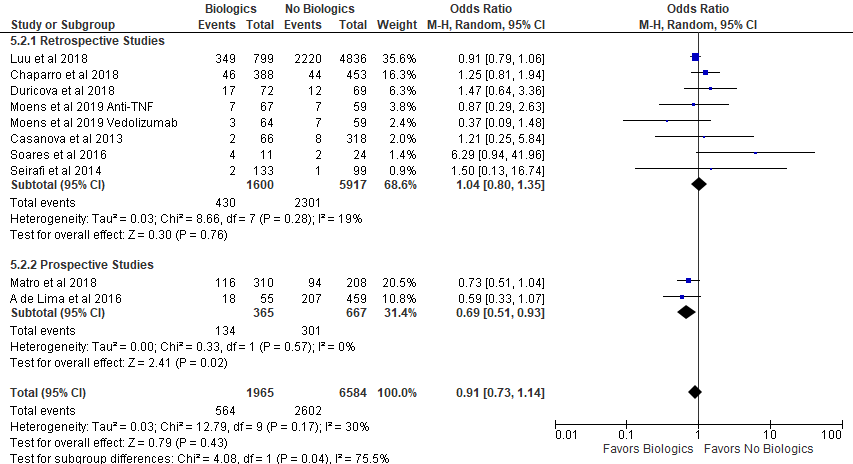 Biologics No Biologics Odds Ratio Odds Ratio
Study or Subgroup Events Total Events Total Weight M-H, Random, 95% CI M-H, Random, 95% CI
5.2.1 Retrospective Studies
Luu et al 2018 349 799 2220 4836 35.6% 0.91 [0.79, 1.06]
Chaparro et al 2018 46 388 44 453 16.3% 1.25 [0.81, 1.94]
Duricova et al 2018 17 72 12 69 10.4% 1.47 [0.64, 3.36]
Moens et al 2019 Anti-TNF 7 67 7 59 3.8% 0.87 [0.29, 2.63]
Moens et al 2019 Vedolizumab 3 64 7 59 2.4% 0.37 [0.09, 1.48]
Casanova et al 2013 2 66 8 318 2.0% 1.21 [0.25, 5.84]
Soares et al 2016 4 11 2 24 1.4% 6.29 [0.94, 41.96]
Seirafi et al 2014 2 133 1 99 0.9% 1.50 [0.13, 16.74]
Subtotal (95% CI) 1600 5917 68.6% 1.04 [0.80, 1.35]
Total events 430 2301
Heterogeneity: Tau² = 0.03; Chi² = 8.66, df = 7 (P = 0.28); I² = 19%
Test for overall effect: Z = 0.30 (P = 0.76)
5.2.2 Prospective Studies
Matro et al 2018 116 310 94 208 20.5% 0.73 [0.51, 1.04]
A de Lima et al 2016 18 55 207 459 10.8% 0.59 [0.33, 1.07]
Subtotal (95% CI) 365 667 31.4% 0.69 [0.51, 0.93]
Total events 134 301
Heterogeneity: Tau² = 0.00; Chi² = 0.33, df = 1 (P = 0.57); I² = 0%
Test for overall effect: Z = 2.41 (P = 0.02)
Total (95% CI) 1965 6584 100.0% 0.91 [0.73, 1.14]
Total events 564 2602
Heterogeneity: Tau² = 0.03; Chi² = 12.79, df = 9 (P = 0.17); I² = 30%
Test for overall effect: Z = 0.79 (P = 0.43)
Test for subgroup differences: Chi² = 4.08, df = 1 (P = 0.04), I² = 75.5%
0.01 0.1 1 10 100
Favors Biologics Favors No Biologics